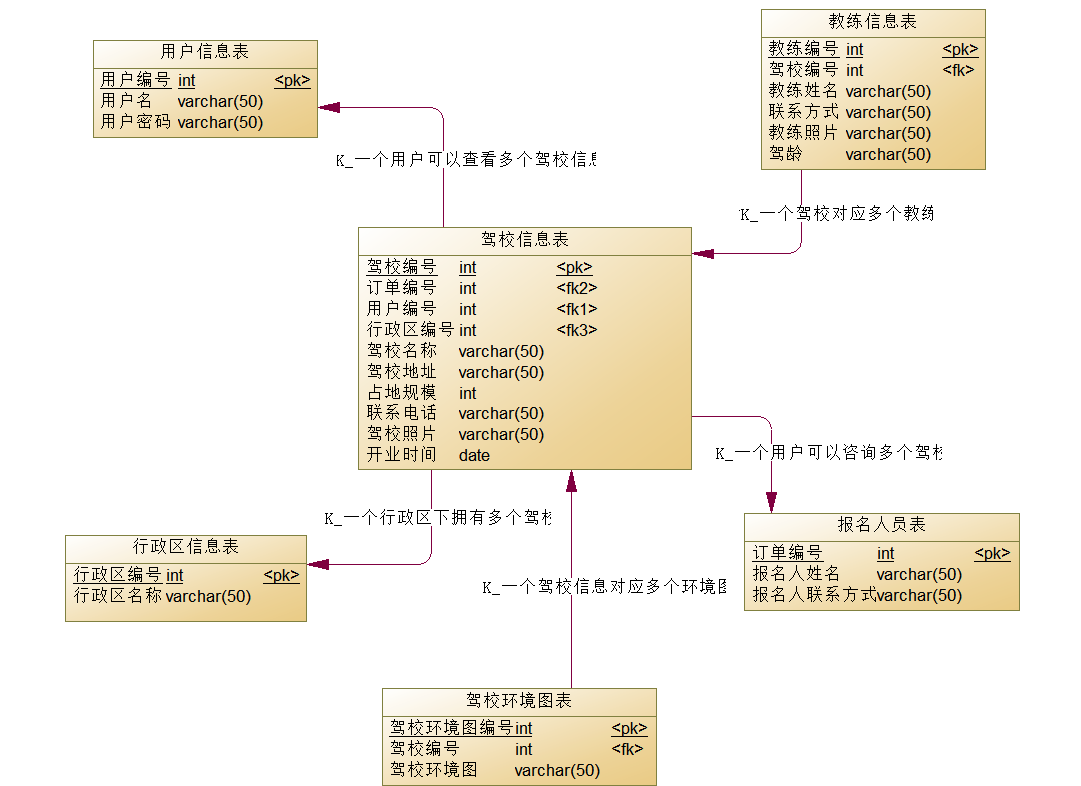 用户信息表
用户编号 int <pk>
用户名 varchar(50)
用户密码 varchar(50)
教练信息表
教练编号 int <pk>
驾校编号 int <fk>
教练姓名 varchar(50)
联系方式 varchar(50)
教练照片 varchar(50)
驾龄 varchar(50)
K_一个用户可以查看多个驾校信息
K_一个驾校对应多个教练
驾校信息表
驾校编号 int <pk>
订单编号 int <fk2>
用户编号 int <fk1>
行政区编号 int <fk3>
驾校名称 varchar(50)
驾校地址 varchar(50)
占地规模 int
联系电话 varchar(50)
驾校照片 varchar(50)
开业时间 date
K_一个用户可以咨询多个驾校
K_一个行政区下拥有多个驾校
行政区信息表
行政区编号 int <pk>
行政区名称 varchar(50)
报名人员表
订单编号 int <pk>
报名人姓名 varchar(50)
报名人联系方式 varchar(50)
K_一个驾校信息对应多个环境图
驾校环境图表
驾校环境图编号 int <pk>
驾校编号 int <fk>
驾校环境图 varchar(50)